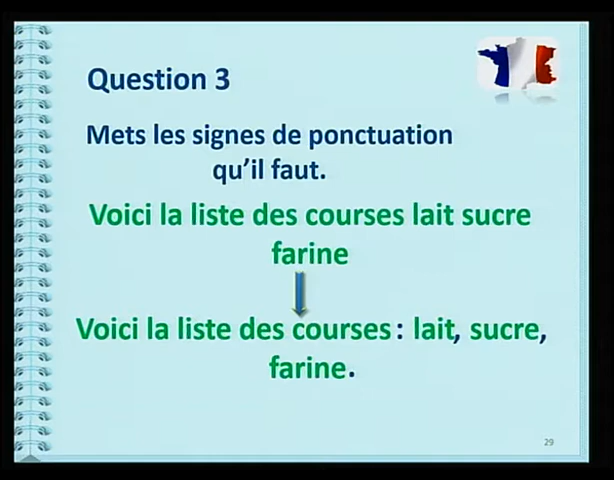 Question 3
Mets les signes de ponctuation
qu'il faut.
Voici la liste des courses lait sucre
farine
Voici la liste des courses : lait, sucre,
farine.
29